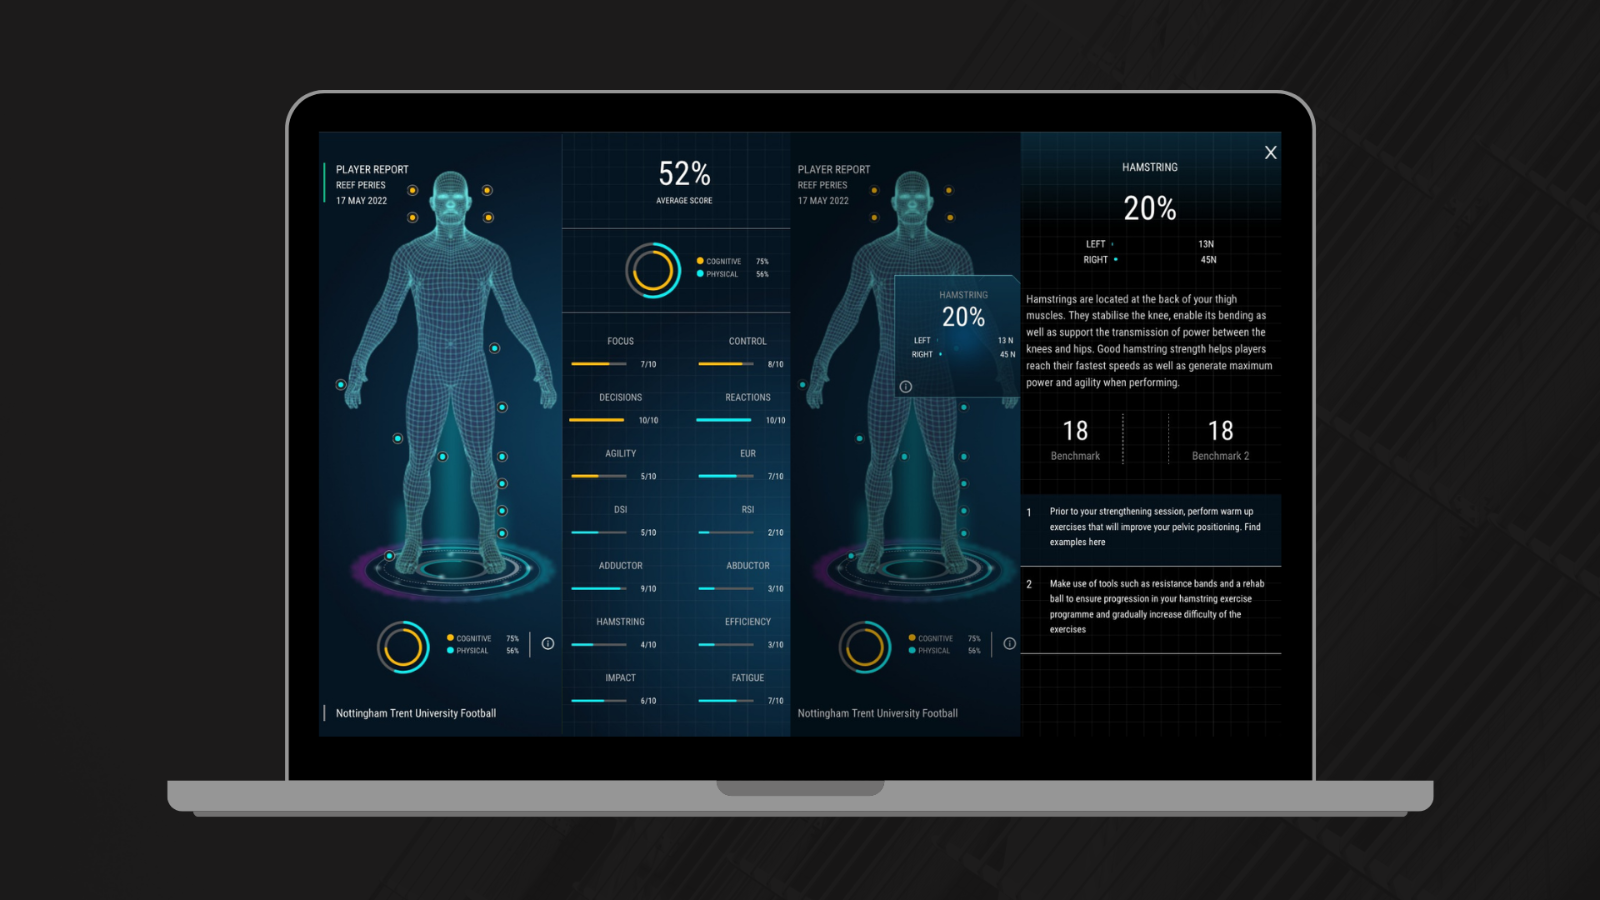 PLAYER REPORT
REEF PERIES
17 MAY 2022
COGNITIVE 75%
PHYSICAL 56%
Nottingham Trent University Football
52%
AVERAGE SCORE
COGNITIVE 75%
PHYSICAL 56%
FOCUS CONTROL
7/10 8/10
DECISIONS REACTIONS
10/10 10/10
AGILITY EUR
5/10 7/10
DSI RSI
5/10 2/10
ADDUCTOR ABDUCTOR
9/10 3/10
HAMSTRING EFFICIENCY
4/10 3/10
IMPACT FATIGUE
6/10 7/10
PLAYER REPORT
REEF PERIES
17 MAY 2022
HAMSTRING
20%
LEFT 13 N
RIGHT 45 N
COGNITIVE 75%
PHYSICAL 56%
Nottingham Trent University Football
X
HAMSTRING
20%
LEFT 13N
RIGHT 45N
Hamstrings are located at the back of your thigh
muscles. They stabilise the knee, enable its bending as
well as support the transmission of power between the
knees and hips. Good hamstring strength helps players
reach their fastest speeds as well as generate maximum
power and agility when performing.
18 18
Benchmark Benchmark 2
1 Prior to your strengthening session, perform warm up
exercises that will improve your pelvic positioning. Find
examples here
2 Make use of tools such as resistance bands and a rehab
ball to ensure progression in your hamstring exercise
programme and gradually increase difficulty of the
exercises